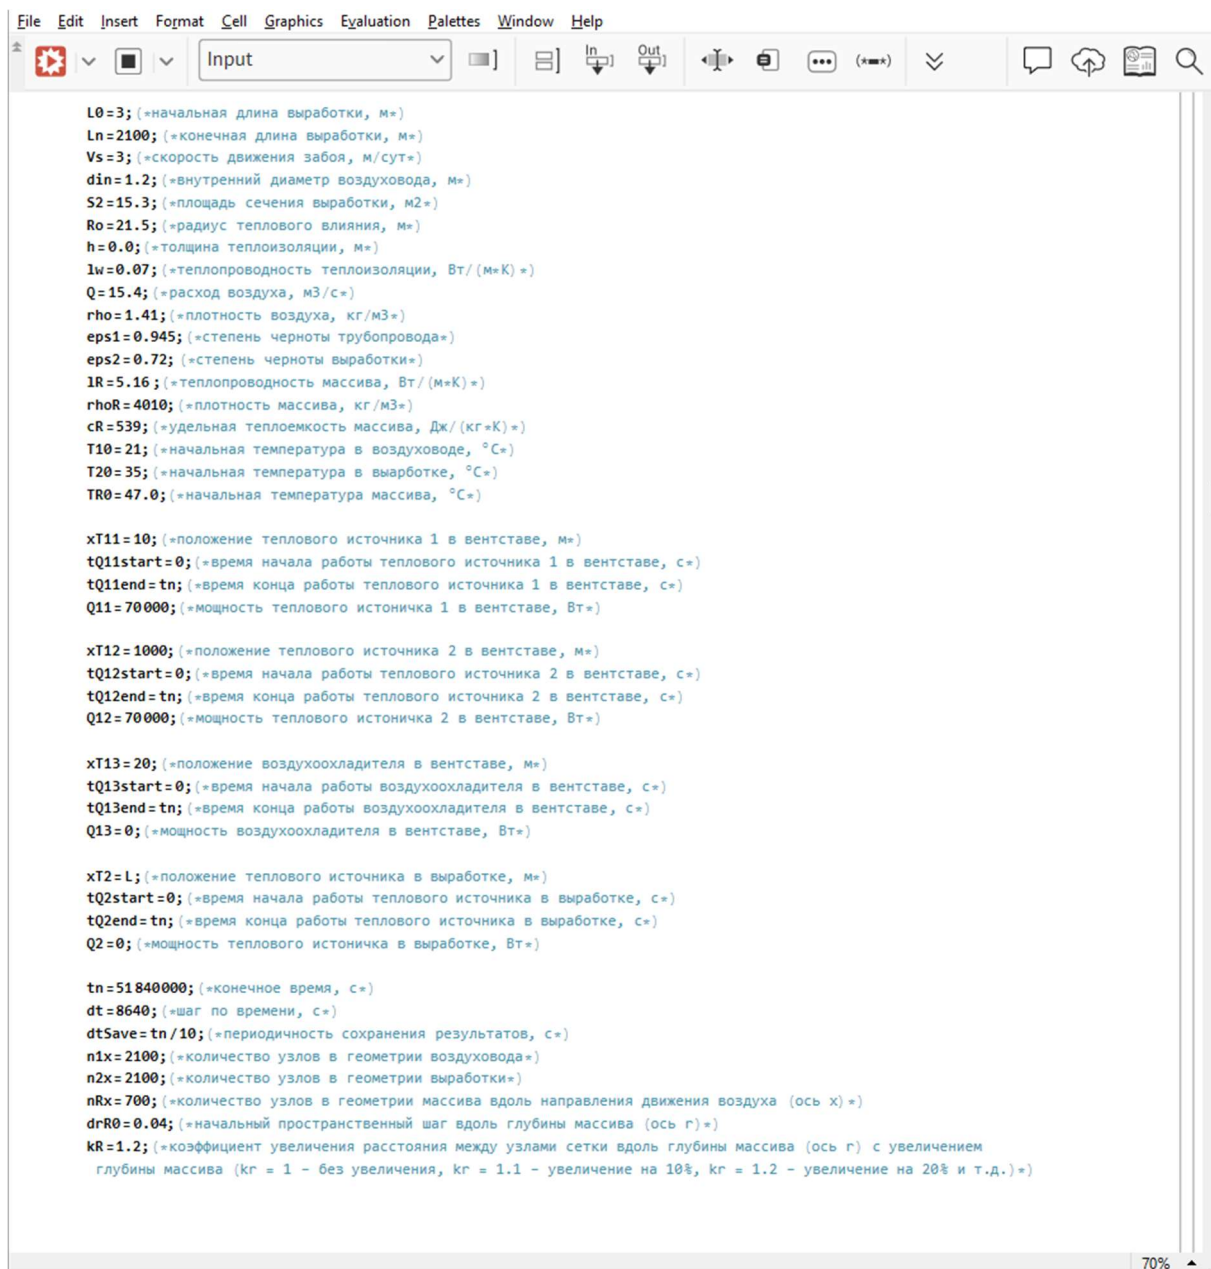 File Edit Insert Format Cell Graphics Evaluation Palettes Window Help
Input In Out (*■*)
L0=3;(*начальная длина выработки, м*)
Ln=2100;(*конечная длина выработки, м*)
Vs=3;(*скорость движения забоя, м/сут*)
din=1.2;(*внутренний диаметр воздуховода, м*)
S2=15.3;(*площадь сечения выработки, м2*)
Ro=21.5;(*радиус теплового влияния, м*)
h=0.0;(*толщина теплоизоляции, м*)
lw=0.07;(*теплопроводность теплоизоляции, Вт/(м*К)*)
Q=15.4;(*расход воздуха, м3/с*)
rho=1.41;(*плотность воздуха, кг/м3*)
eps1=0.945;(*степень черноты трубопровода*)
eps2=0.72; (*степень черноты выработки*)
lR=5.16;(*теплопроводность массива, Вт/(м*К)*)
rhoR=4010;(*плотность массива, кг/м3*)
cR=539;(*удельная теплоемкость массива, Дж/(кг*К)*)
T10=21;(*начальная температура в воздуховоде, °C*)
T20=35;(*начальная температура в выарботке, °C*)
TR0=47.0;(*начальная температура массива, °C*)
xT11=10;(*положение теплового источника 1 в вентставе, м*)
tQ11start=0;(*время начала работы теплового источника 1 в вентставе, с*)
tQ11end=tn;(*время конца работы теплового источника 1 в вентставе, с*)
Q11=70000;(*мощность теплового истоничка 1 в вентставе, Вт*)
xT12=1000;(*положение теплового источника 2 в вентставе, м*)
tQ12start=0;(*время начала работы теплового источника 2 в вентставе, с*)
tQ12end=tn;(*время конца работы теплового источника 2 в вентставе, с*)
Q12=70000;(*мощность теплового истоничка 2 в вентставе, Вт*)
xT13=20;(*положение воздухоохладителя в вентставе, м*)
tQ13start=0;(*время начала работы воздухоохладителя в вентставе, с*)
tQ13end=tn;(*время конца работы воздухоохладителя в вентставе, с*)
Q13=0;(*мощность воздухоохладителя в вентставе, Вт*)
xT2=L;(*положение теплового источника в выработке, м*)
tQ2start=0;(*время начала работы теплового источника в выработке, с*)
tQ2end=tn;(*время конца работы теплового источника в выработке, с*)
Q2=0;(*мощность теплового истоничка в выработке, Вт*)
tn=51840000;(*конечное время, с*)
dt=8640;(*шаг по времени, с*)
dtSave=tn/10;(*периодичность сохранения результатов, с*)
n1x=2100;(*количество узлов в геометрии воздуховода*)
n2x=2100;(*количество узлов в геометрии выработки*)
nRx=700;(*количество узлов в геометрии массива вдоль направления движения воздуха (ось x)*)
drR0=0.04;(*начальный пространственный шаг вдоль глубины массива (ось r)*)
kR=1.2;(*коэффициент увеличения расстояния между узлами сетки вдоль глубины массива (ось r) с увеличением
глубины массива (kr = 1 - без увеличения, kr = 1.1 - увеличение на 10%, kr = 1.2 - увеличение на 20% и т.д.)*)
70%